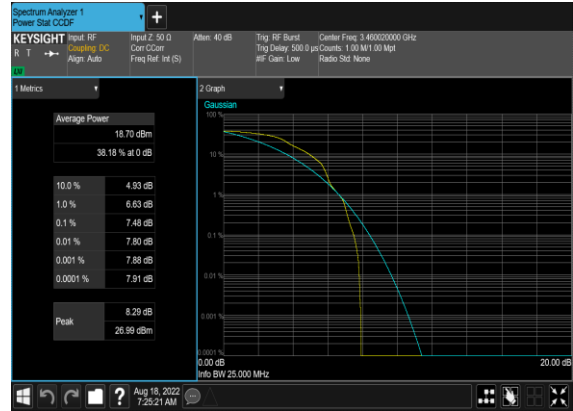 Spectrum Analyzer 1
Power Stat CCDF
KEYSIGHT
R T
LM
Input: RF
Coupling: DC
Align: Auto
Input Z: 50 Ω
Corr CCorr
Freq Ref: Int (S)
Atten: 40 dB
Trig: RF Burst
Trig Delay: 500.0 µs
#IF Gain: Low
Center Freq: 3.460020000 GHz
Counts: 1.00 M/1.00 Mpt
Radio Std: None
1 Metrics
Average Power
18.70 dBm
38.18 % at 0 dB
10.0 % 4.93 dB
1.0 % 6.63 dB
0.1 % 7.48 dB
0.01 % 7.80 dB
0.001 % 7.88 dB
0.0001 % 7.91 dB
Peak
8.29 dB
26.99 dBm
2 Graph
Gaussian
100 %
10 %
1 %
0.1 %
0.01 %
0.001 %
0.0001 %
0.00 dB 20.00 dB
Info BW 25.000 MHz
?
Aug 18, 2022
7:25:21 AM